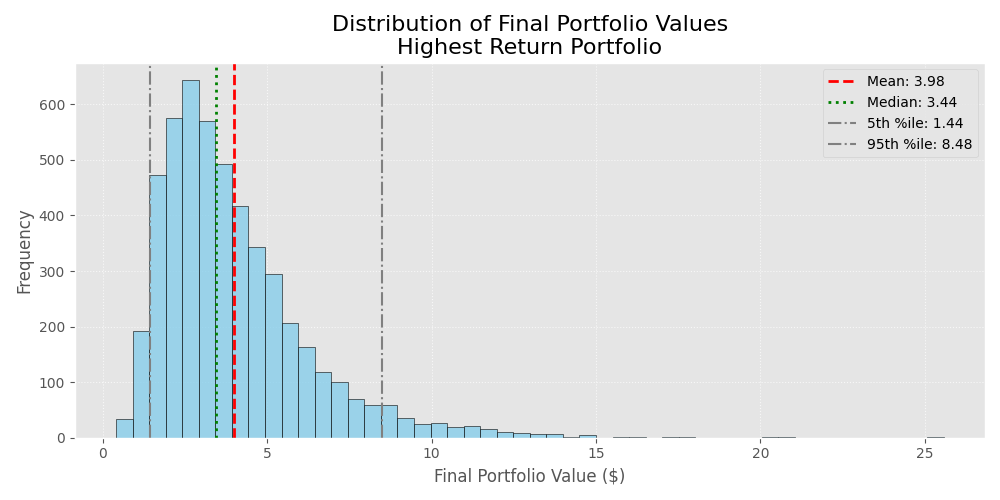 Distribution of Final Portfolio Values
Highest Return Portfolio
Mean: 3.98
Median: 3.44
5th %ile: 1.44
95th %ile: 8.48
Frequency
600
500
400
300
200
100
0
0 5 10 15 20 25
Final Portfolio Value ($)